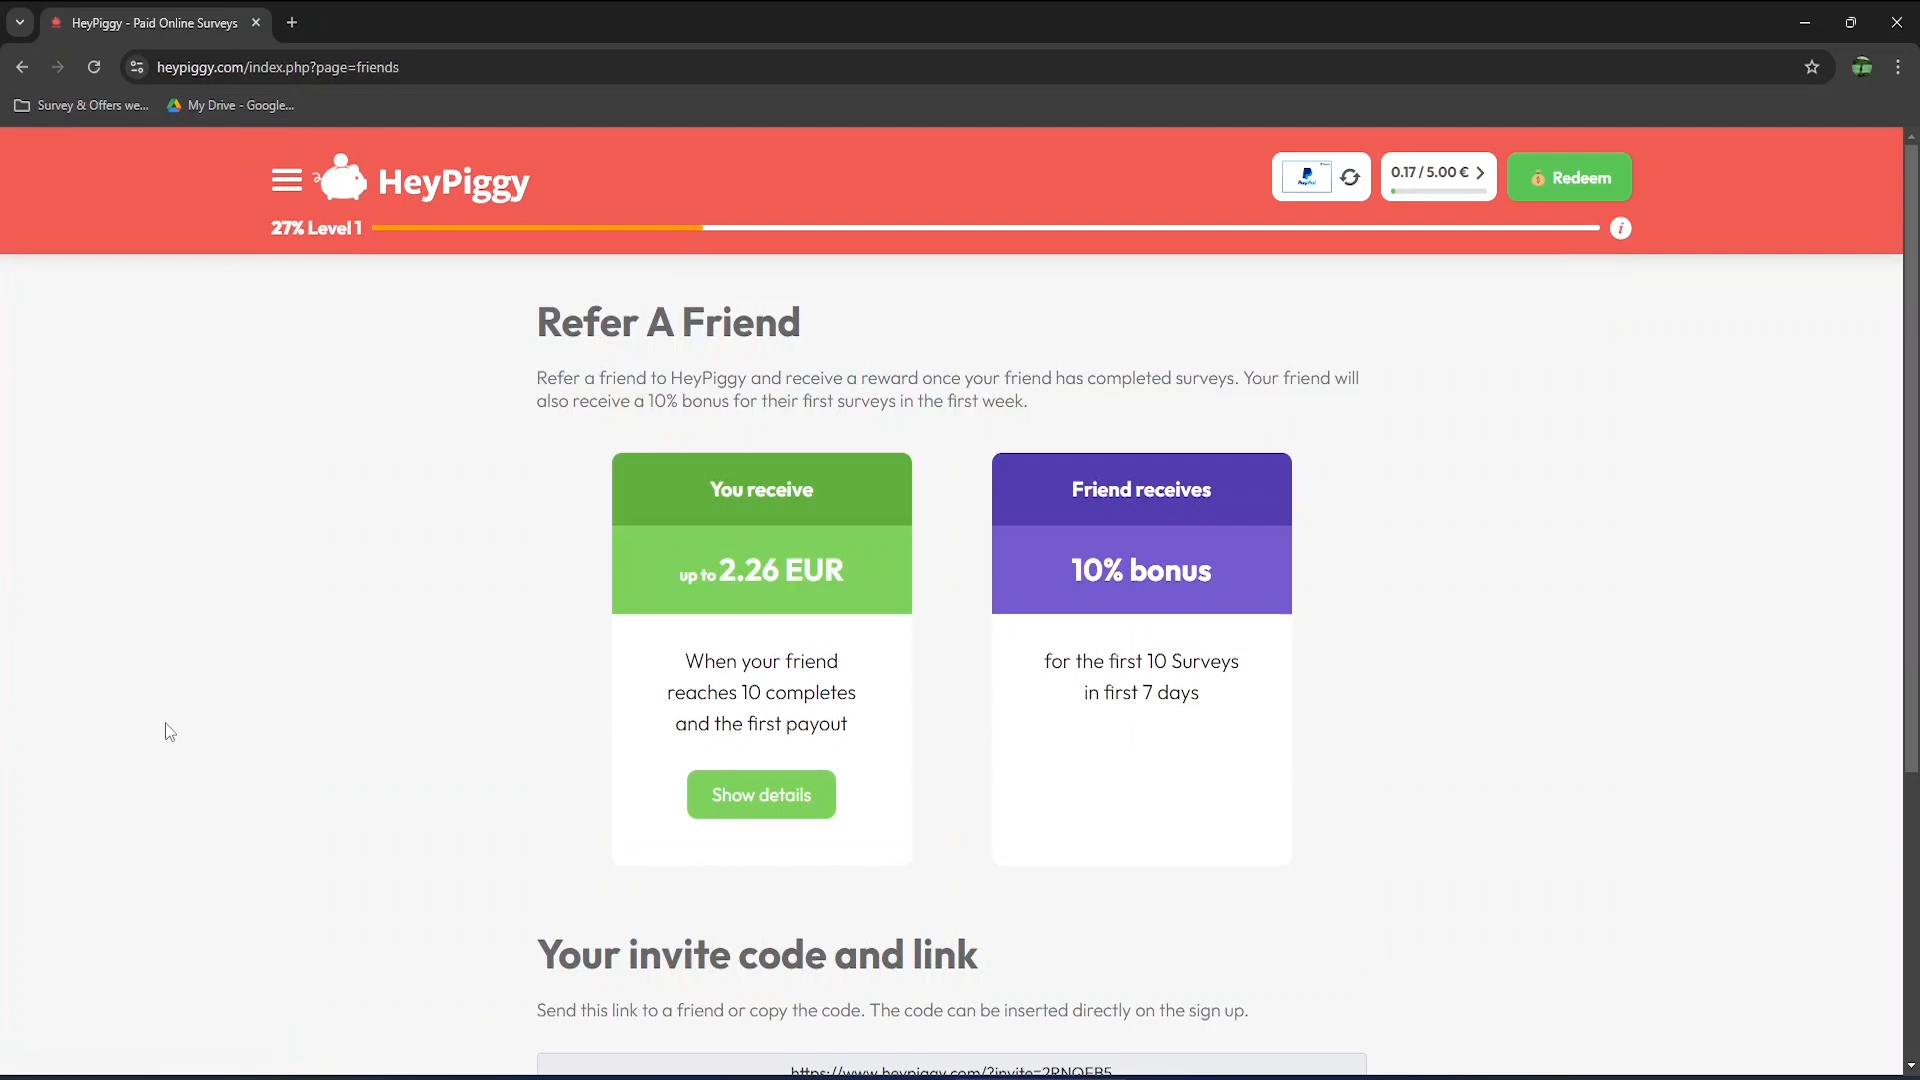 HeyPiggy - Paid Online Surveys
heypiggy.com/index.php?page=friends
Survey & Offers we...
My Drive - Google...
HeyPiggy
PayPal
0.17 / 5.00 €
Redeem
27% Level 1
Refer A Friend
Refer a friend to HeyPiggy and receive a reward once your friend has completed surveys. Your friend will
also receive a 10% bonus for their first surveys in the first week.
You receive
up to 2.26 EUR
When your friend
reaches 10 completes
and the first payout
Show details
Friend receives
10% bonus
for the first 10 Surveys
in first 7 days
Your invite code and link
Send this link to a friend or copy the code. The code can be inserted directly on the sign up.